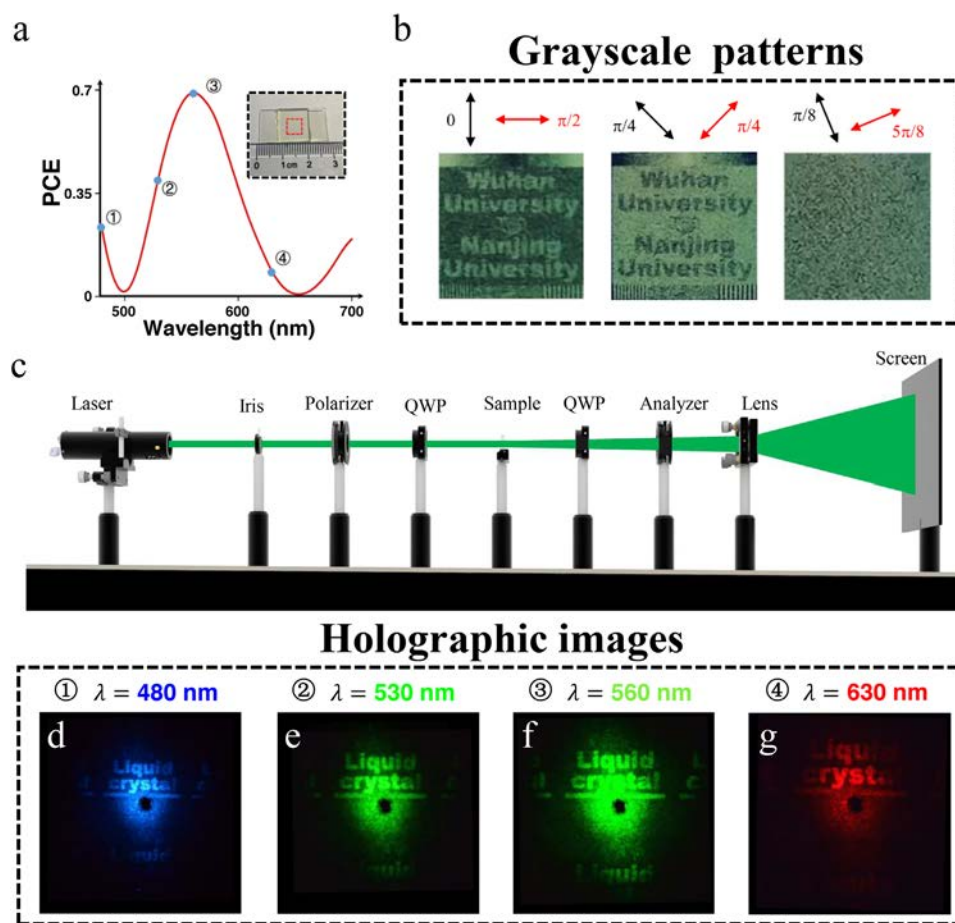 a
0.7
0.35
0
PCE
①
②
③
④
0 1cm 2 3
500 600 700
Wavelength (nm)
b
Grayscale patterns
0
π/2
π/4
π/4
π/8
5π/8
Wuhan
University
Nanjing
University
Wuhan
University
Nanjing
University
c
Laser
Iris
Polarizer
QWP
Sample
QWP
Analyzer
Lens
Screen
Holographic images
① λ = 480 nm
② λ = 530 nm
③ λ = 560 nm
④ λ = 630 nm
d
Liquid
crystal
Liquid
e
Liquid
crystal
Liquid
f
Liquid
crystal
Liquid
g
Liquid
crystal